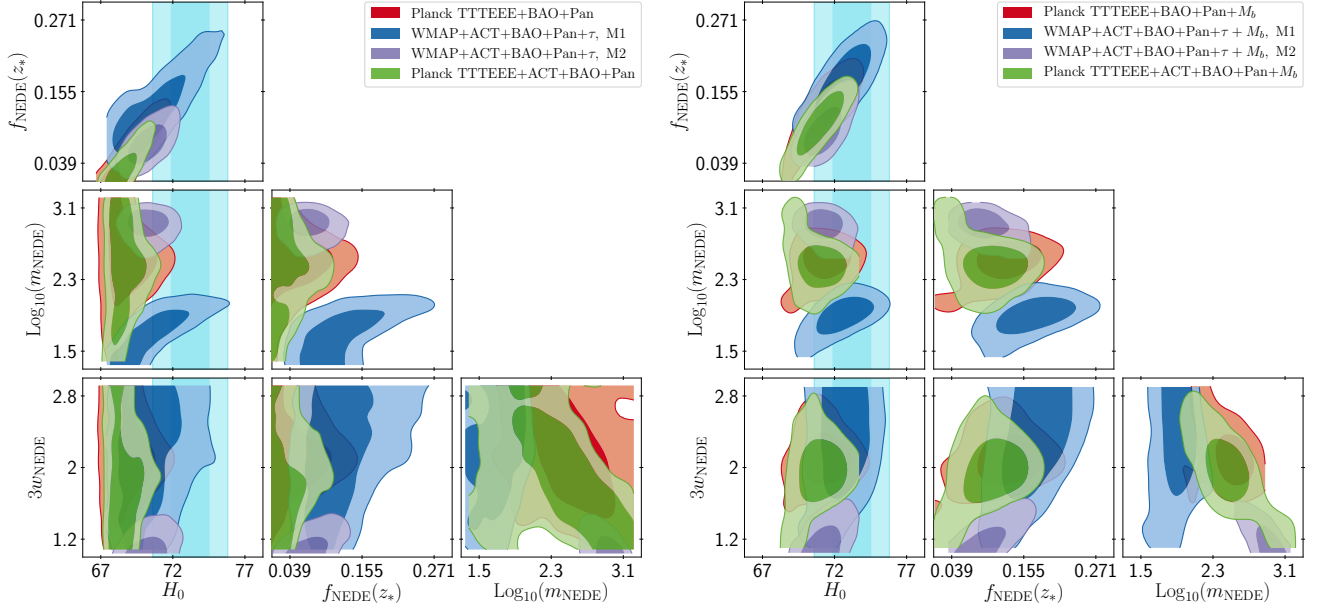 Planck TTTEEE+BAO+Pan
WMAP+ACT+BAO+Pan+τ, M1
WMAP+ACT+BAO+Pan+τ, M2
Planck TTTEEE+ACT+BAO+Pan
0.271
0.155
0.039
f_NEDE(z_*)
3.1
2.3
1.5
Log₁₀(m_NEDE)
2.8
2
1.2
3w_NEDE
67 72 77
H₀
0.039 0.155 0.271
f_NEDE(z_*)
1.5 2.3 3.1
Log₁₀(m_NEDE)
Planck TTTEEE+BAO+Pan+M_b
WMAP+ACT+BAO+Pan+τ + M_b, M1
WMAP+ACT+BAO+Pan+τ + M_b, M2
Planck TTTEEE+ACT+BAO+Pan+M_b
0.271
0.155
0.039
f_NEDE(z_*)
3.1
2.3
1.5
Log₁₀(m_NEDE)
2.8
2
1.2
3w_NEDE
67 72 77
H₀
0.039 0.155 0.271
f_NEDE(z_*)
1.5 2.3 3.1
Log₁₀(m_NEDE)